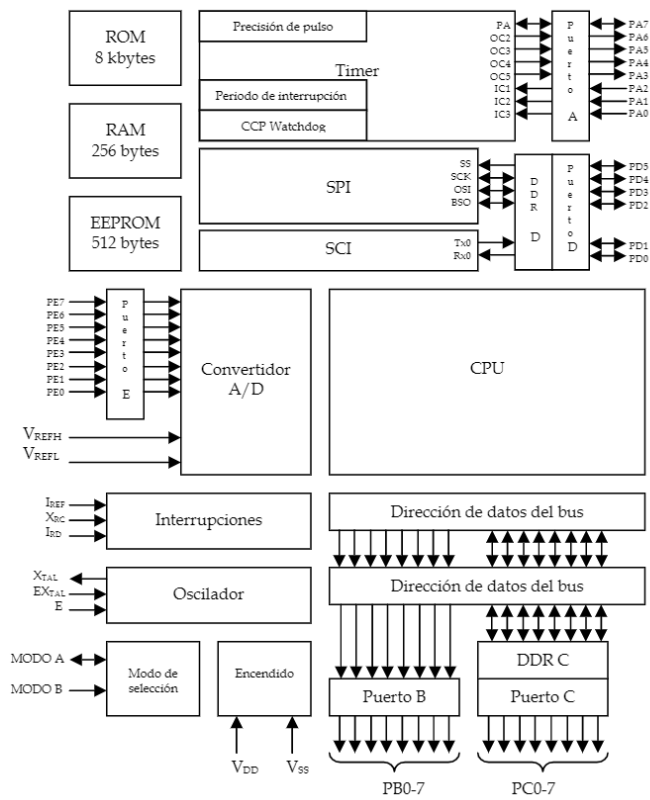 ROM
8 kbytes
RAM
256 bytes
EEPROM
512 bytes
Precisión de pulso
Timer
Periodo de interrupción
CCP Watchdog
PA
OC2
OC3
OC4
OC5
IC1
IC2
IC3
Puerto A
PA7
PA6
PA5
PA4
PA3
PA2
PA1
PA0
SPI
SS
SCK
OSI
BSO
SCI
Tx0
Rx0
DDR D
Puerto D
PD5
PD4
PD3
PD2
PD1
PD0
PE7
PE6
PE5
PE4
PE3
PE2
PE1
PE0
Puerto E
VREFH
VREFL
Convertidor
A/D
CPU
IREF
XRC
IRD
Interrupciones
Dirección de datos del bus
XTAL
EXTAL
E
Oscilador
Dirección de datos del bus
MODO A
MODO B
Modo de
selección
Encendido
VDD
VSS
DDR C
Puerto B
Puerto C
PB0-7
PC0-7